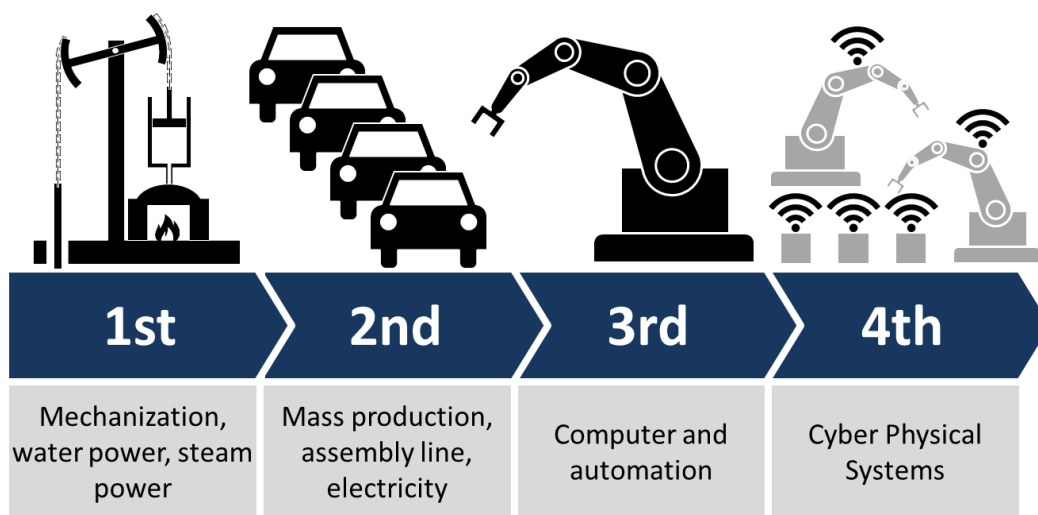 1st
2nd
3rd
4th
Mechanization,
water power, steam
power
Mass production,
assembly line,
electricity
Computer and
automation
Cyber Physical
Systems